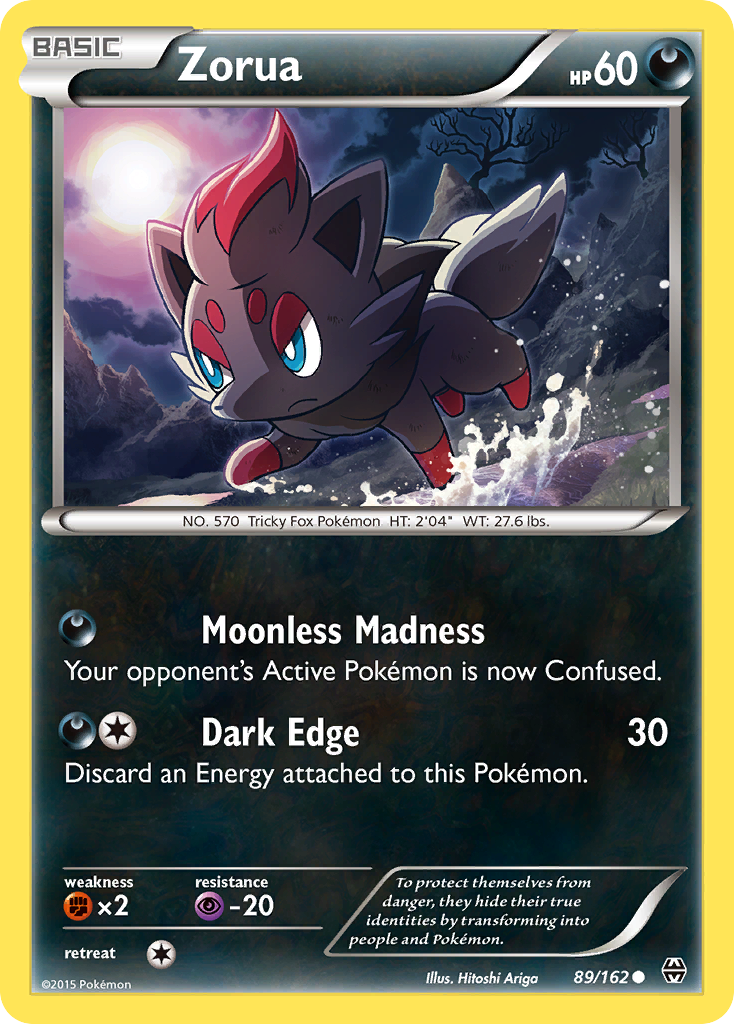 BASIC
Zorua
HP60
NO. 570 Tricky Fox Pokémon HT: 2'04" WT: 27.6 lbs.
Moonless Madness
Your opponent's Active Pokémon is now Confused.
Dark Edge 30
Discard an Energy attached to this Pokémon.
weakness
×2
resistance
-20
retreat
To protect themselves from
danger, they hide their true
identities by transforming into
people and Pokémon.
©2015 Pokémon
Illus. Hitoshi Ariga
89/162